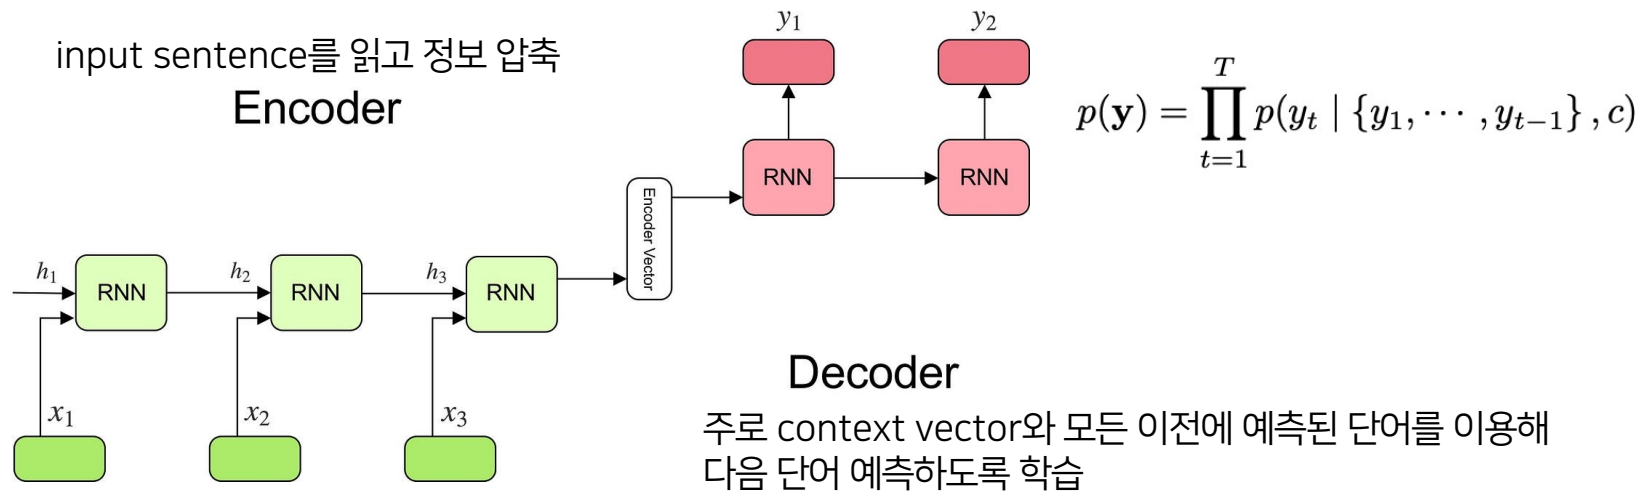 input sentence를 읽고 정보 압축
Encoder
y₁ y₂
p(𝐲) = ∏_{t=1}^{T} p(y_t | {y_1, ⋯ , y_{t−1}} , c)
RNN RNN
Encoder Vector
h₁ RNN h₂ RNN h₃ RNN
x₁ x₂ x₃
Decoder
주로 context vector와 모든 이전에 예측된 단어를 이용해
다음 단어 예측하도록 학습